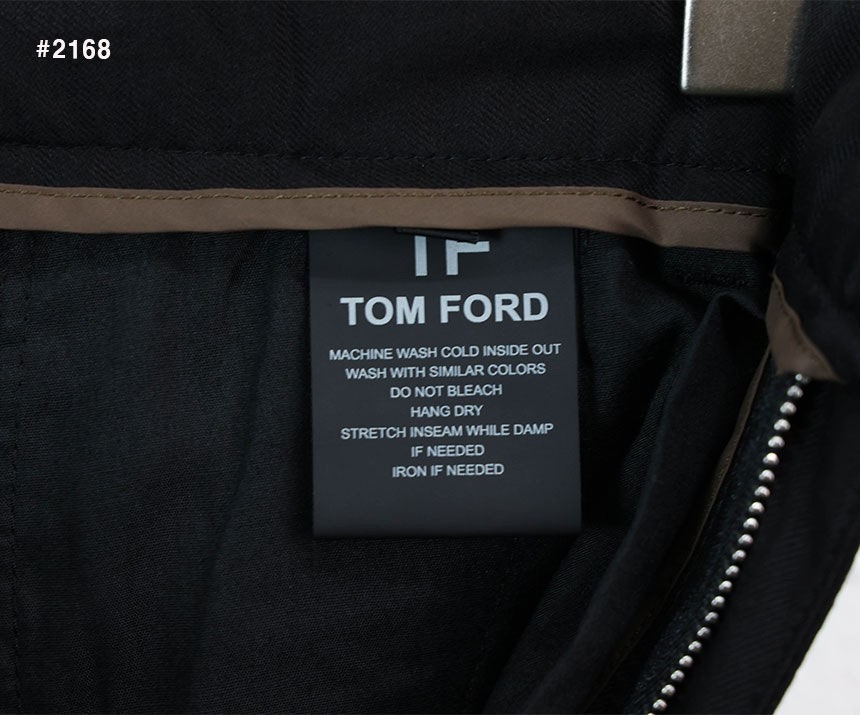 #2168
TF
TOM FORD
MACHINE WASH COLD INSIDE OUT
WASH WITH SIMILAR COLORS
DO NOT BLEACH
HANG DRY
STRETCH INSEAM WHILE DAMP
IF NEEDED
IRON IF NEEDED